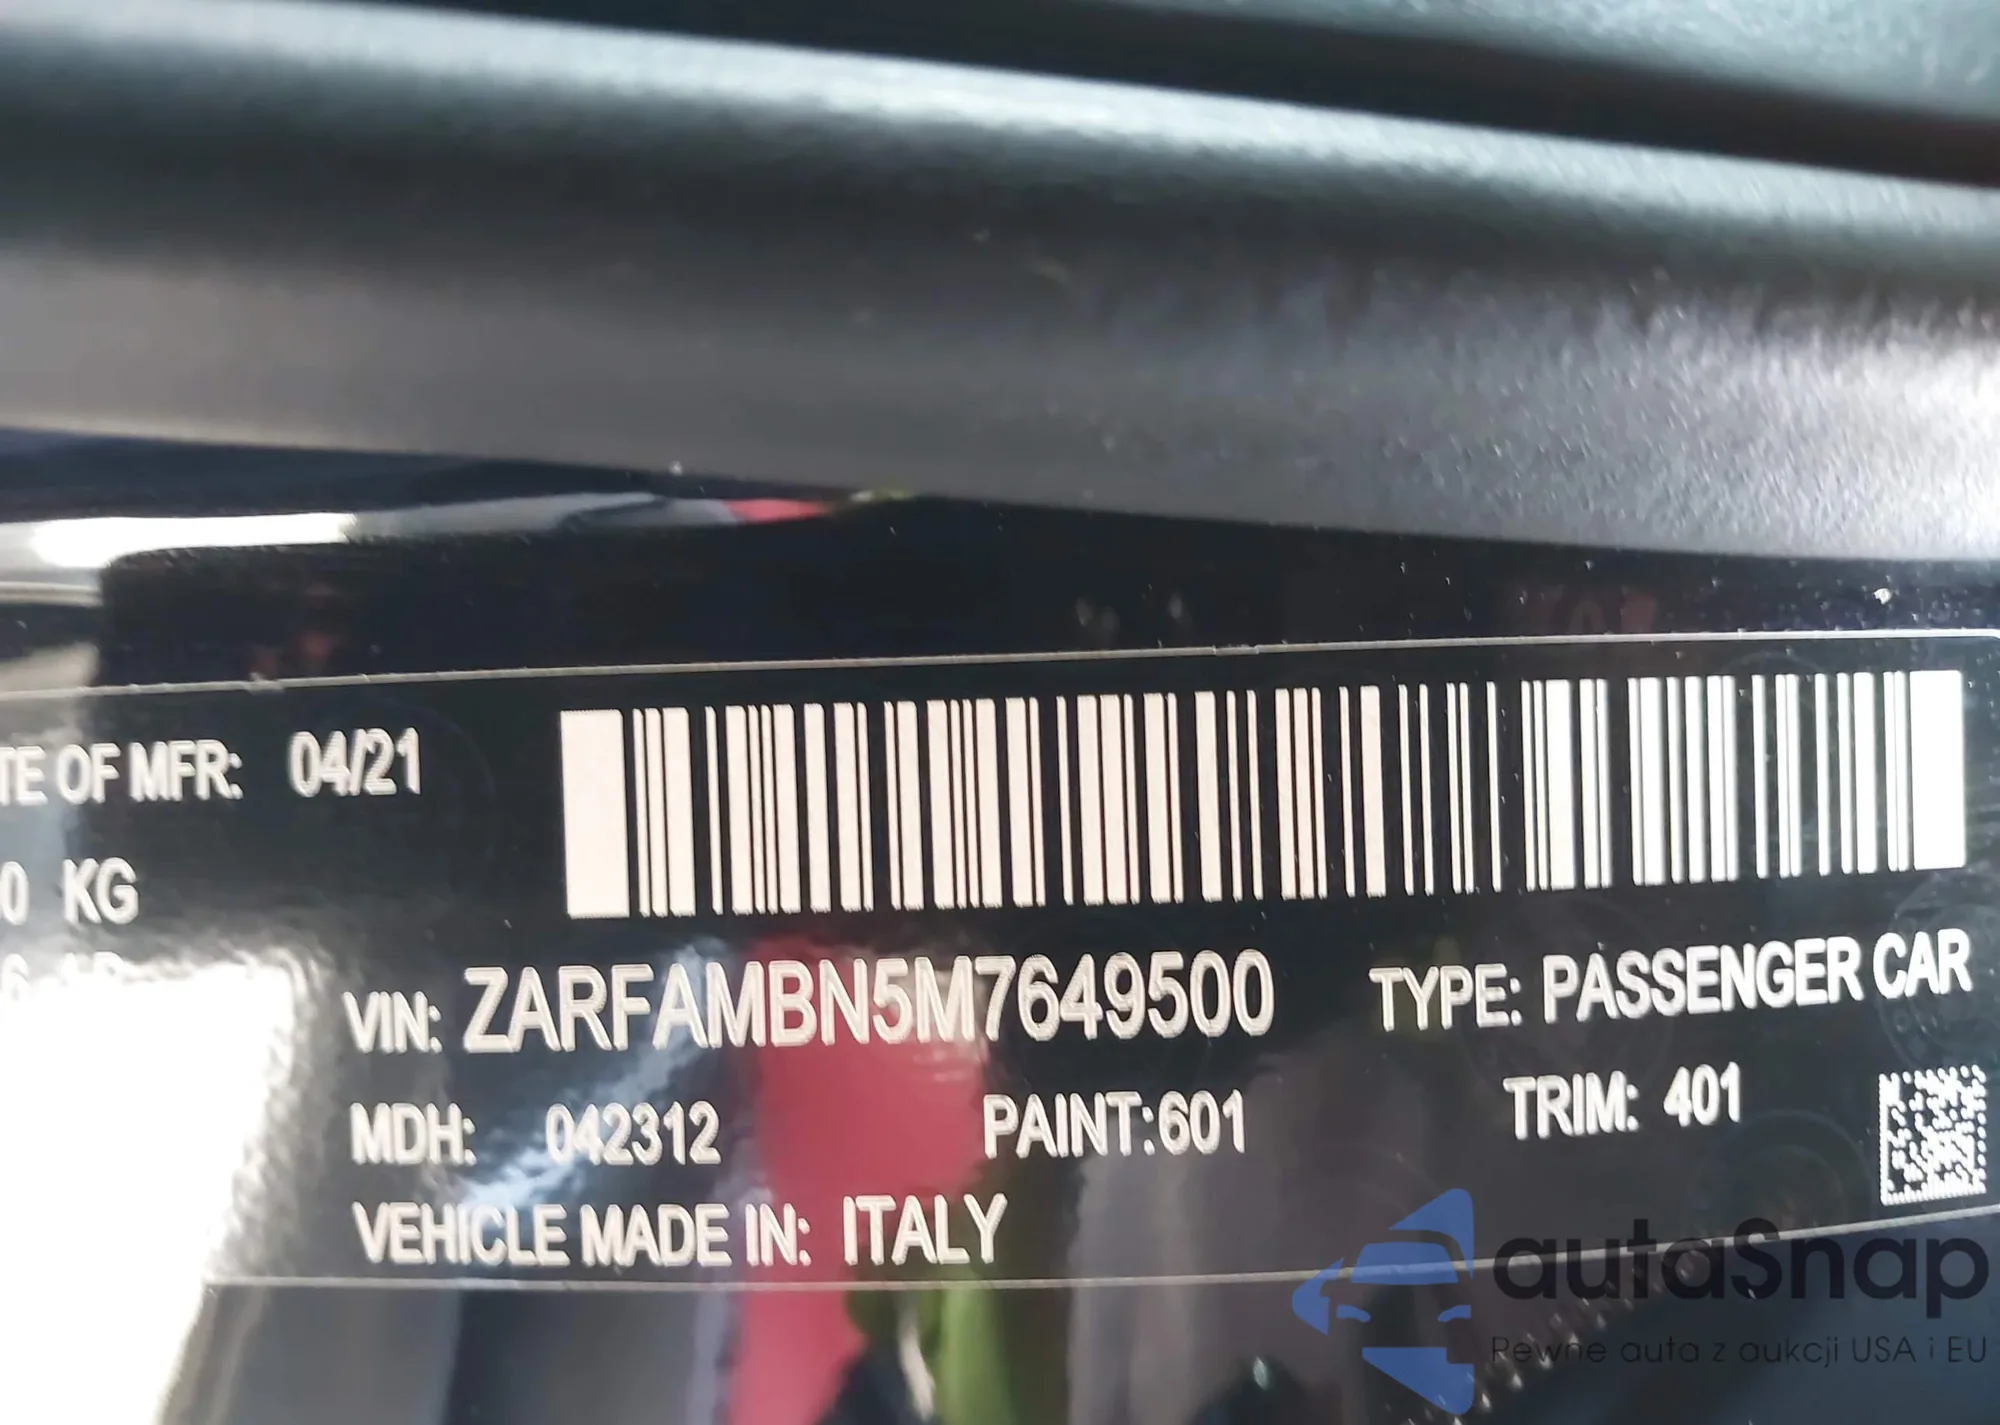 TE OF MFR: 04/21
0 KG
VIN: ZARFAMBN5M7649500 TYPE: PASSENGER CAR
MDH: 042312 PAINT:601 TRIM: 401
VEHICLE MADE IN: ITALY
autaSnap
Pewne auta z aukcji USA i EU